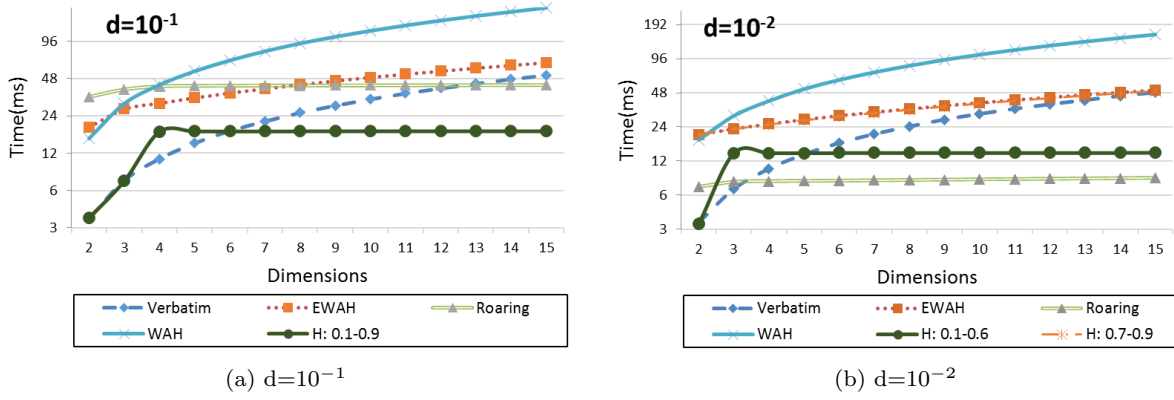 d=10⁻¹
Time(ms)
96
48
24
12
6
3
2 3 4 5 6 7 8 9 10 11 12 13 14 15
Dimensions
Verbatim EWAH Roaring
WAH H: 0.1-0.9
(a) d=10⁻¹
d=10⁻²
Time(ms)
192
96
48
24
12
6
3
2 3 4 5 6 7 8 9 10 11 12 13 14 15
Dimensions
Verbatim EWAH Roaring
WAH H: 0.1-0.6 H: 0.7-0.9
(b) d=10⁻²